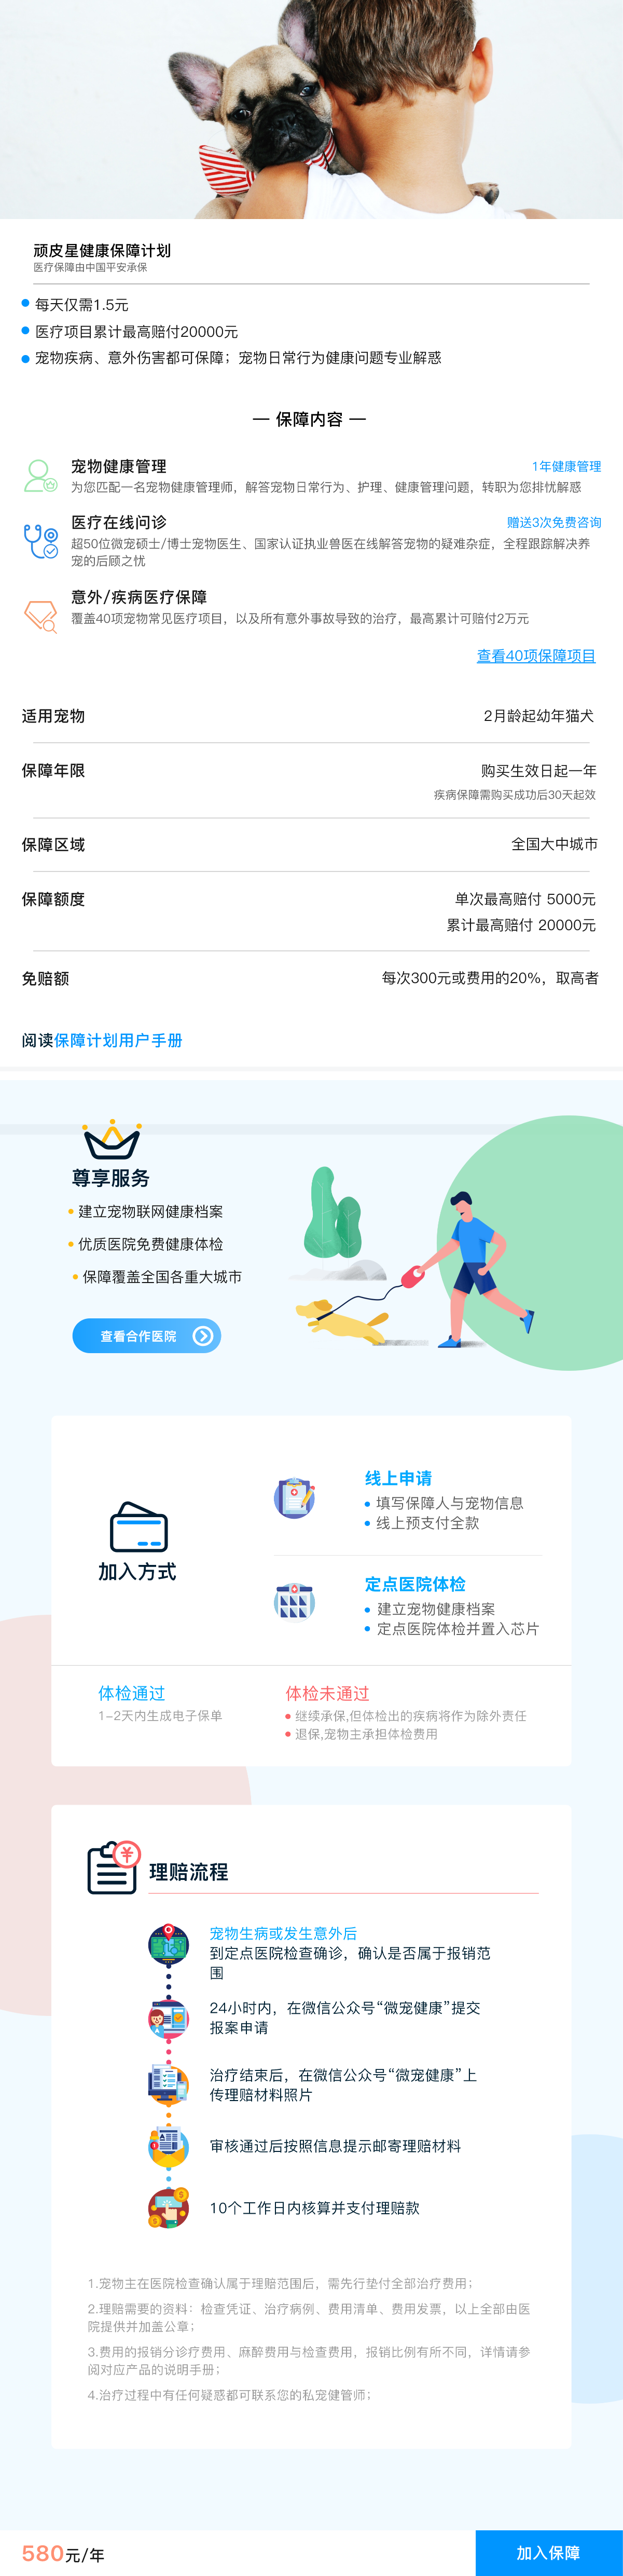 顽皮星健康保障计划
医疗保障由中国平安承保
每天仅需1.5元
医疗项目累计最高赔付20000元
宠物疾病、意外伤害都可保障；宠物日常行为健康问题专业解惑
— 保障内容 —
宠物健康管理
1年健康管理
为您匹配一名宠物健康管理师，解答宠物日常行为、护理、健康管理问题，转职为您排忧解惑
医疗在线问诊
赠送3次免费咨询
超50位微宠硕士/博士宠物医生、国家认证执业兽医在线解答宠物的疑难杂症，全程跟踪解决养
宠的后顾之忧
意外/疾病医疗保障
覆盖40项宠物常见医疗项目，以及所有意外事故导致的治疗，最高累计可赔付2万元
查看40项保障项目
适用宠物
2月龄起幼年猫犬
保障年限
购买生效日起一年
疾病保障需购买成功后30天起效
保障区域
全国大中城市
保障额度
单次最高赔付 5000元
累计最高赔付 20000元
免赔额
每次300元或费用的20%，取高者
阅读保障计划用户手册
尊享服务
建立宠物联网健康档案
优质医院免费健康体检
保障覆盖全国各重大城市
查看合作医院
加入方式
线上申请
填写保障人与宠物信息
线上预支付全款
定点医院体检
建立宠物健康档案
定点医院体检并置入芯片
体检通过
1-2天内生成电子保单
体检未通过
继续承保,但体检出的疾病将作为除外责任
退保,宠物主承担体检费用
理赔流程
宠物生病或发生意外后
到定点医院检查确诊，确认是否属于报销范
围
24小时内，在微信公众号“微宠健康”提交
报案申请
治疗结束后，在微信公众号“微宠健康”上
传理赔材料照片
审核通过后按照信息提示邮寄理赔材料
10个工作日内核算并支付理赔款
1.宠物主在医院检查确认属于理赔范围后，需先行垫付全部治疗费用；
2.理赔需要的资料：检查凭证、治疗病例、费用清单、费用发票，以上全部由医
院提供并加盖公章；
3.费用的报销分诊疗费用、麻醉费用与检查费用，报销比例有所不同，详情请参
阅对应产品的说明手册；
4.治疗过程中有任何疑惑都可联系您的私宠健管师；
580元/年
加入保障